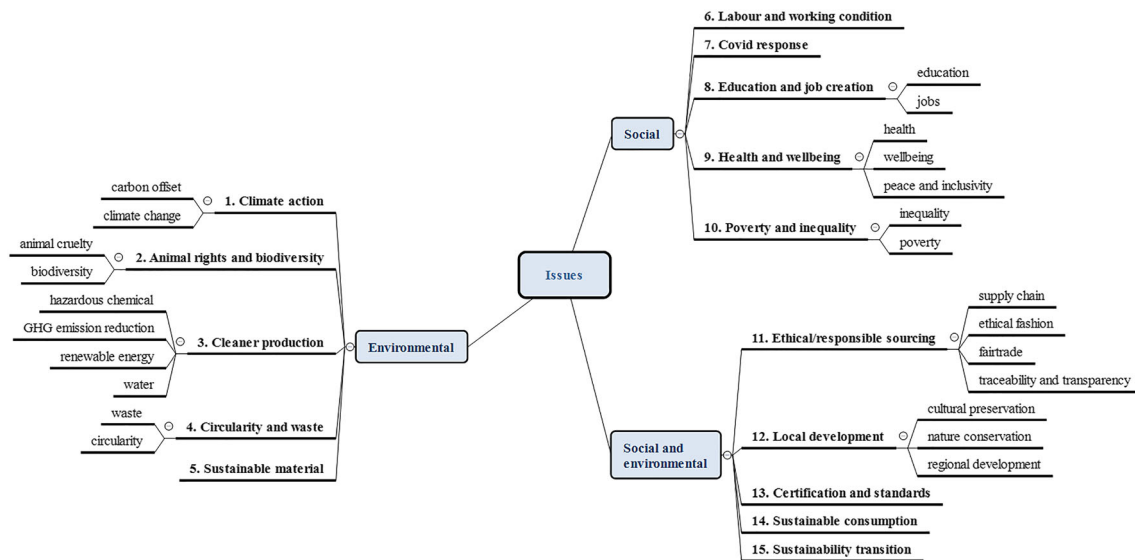 Issues
Environmental
1. Climate action
carbon offset
climate change
2. Animal rights and biodiversity
animal cruelty
biodiversity
3. Cleaner production
hazardous chemical
GHG emission reduction
renewable energy
water
4. Circularity and waste
waste
circularity
5. Sustainable material
Social
6. Labour and working condition
7. Covid response
8. Education and job creation
education
jobs
9. Health and wellbeing
health
wellbeing
peace and inclusivity
10. Poverty and inequality
inequality
poverty
Social and
environmental
11. Ethical/responsible sourcing
supply chain
ethical fashion
fairtrade
traceability and transparency
12. Local development
cultural preservation
nature conservation
regional development
13. Certification and standards
14. Sustainable consumption
15. Sustainability transition